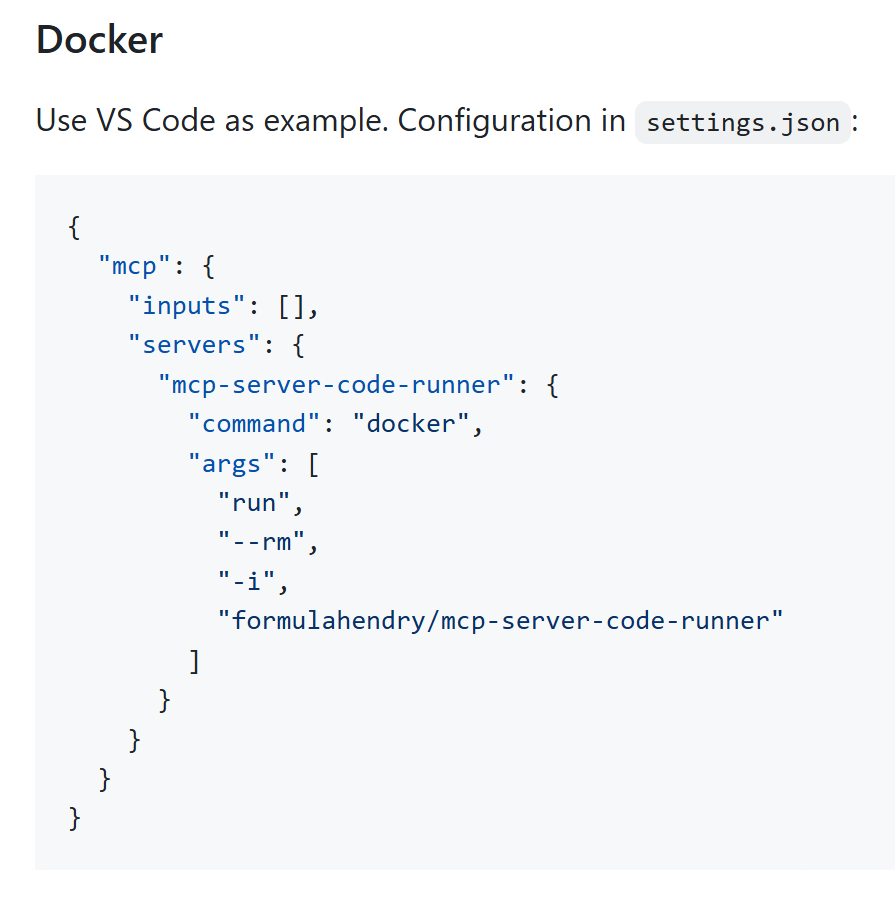 Docker
Use VS Code as example. Configuration in settings.json:
{
  "mcp": {
    "inputs": [],
    "servers": {
      "mcp-server-code-runner": {
        "command": "docker",
        "args": [
          "run",
          "--rm",
          "-i",
          "formulahendry/mcp-server-code-runner"
        ]
      }
    }
  }
}